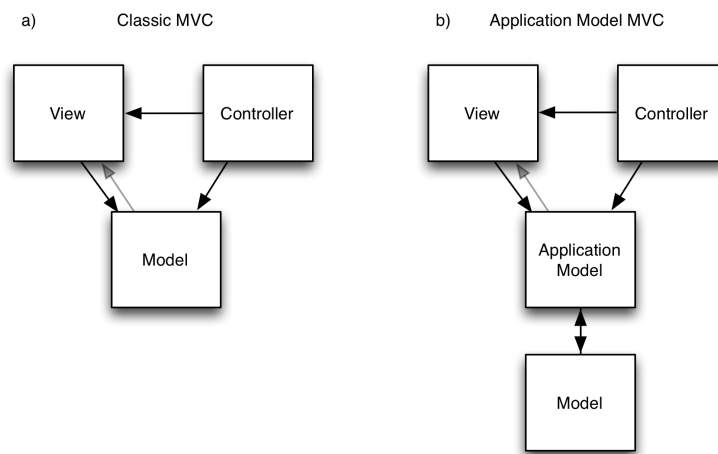 a) Classic MVC
View
Controller
Model
b) Application Model MVC
View
Controller
Application
Model
Model